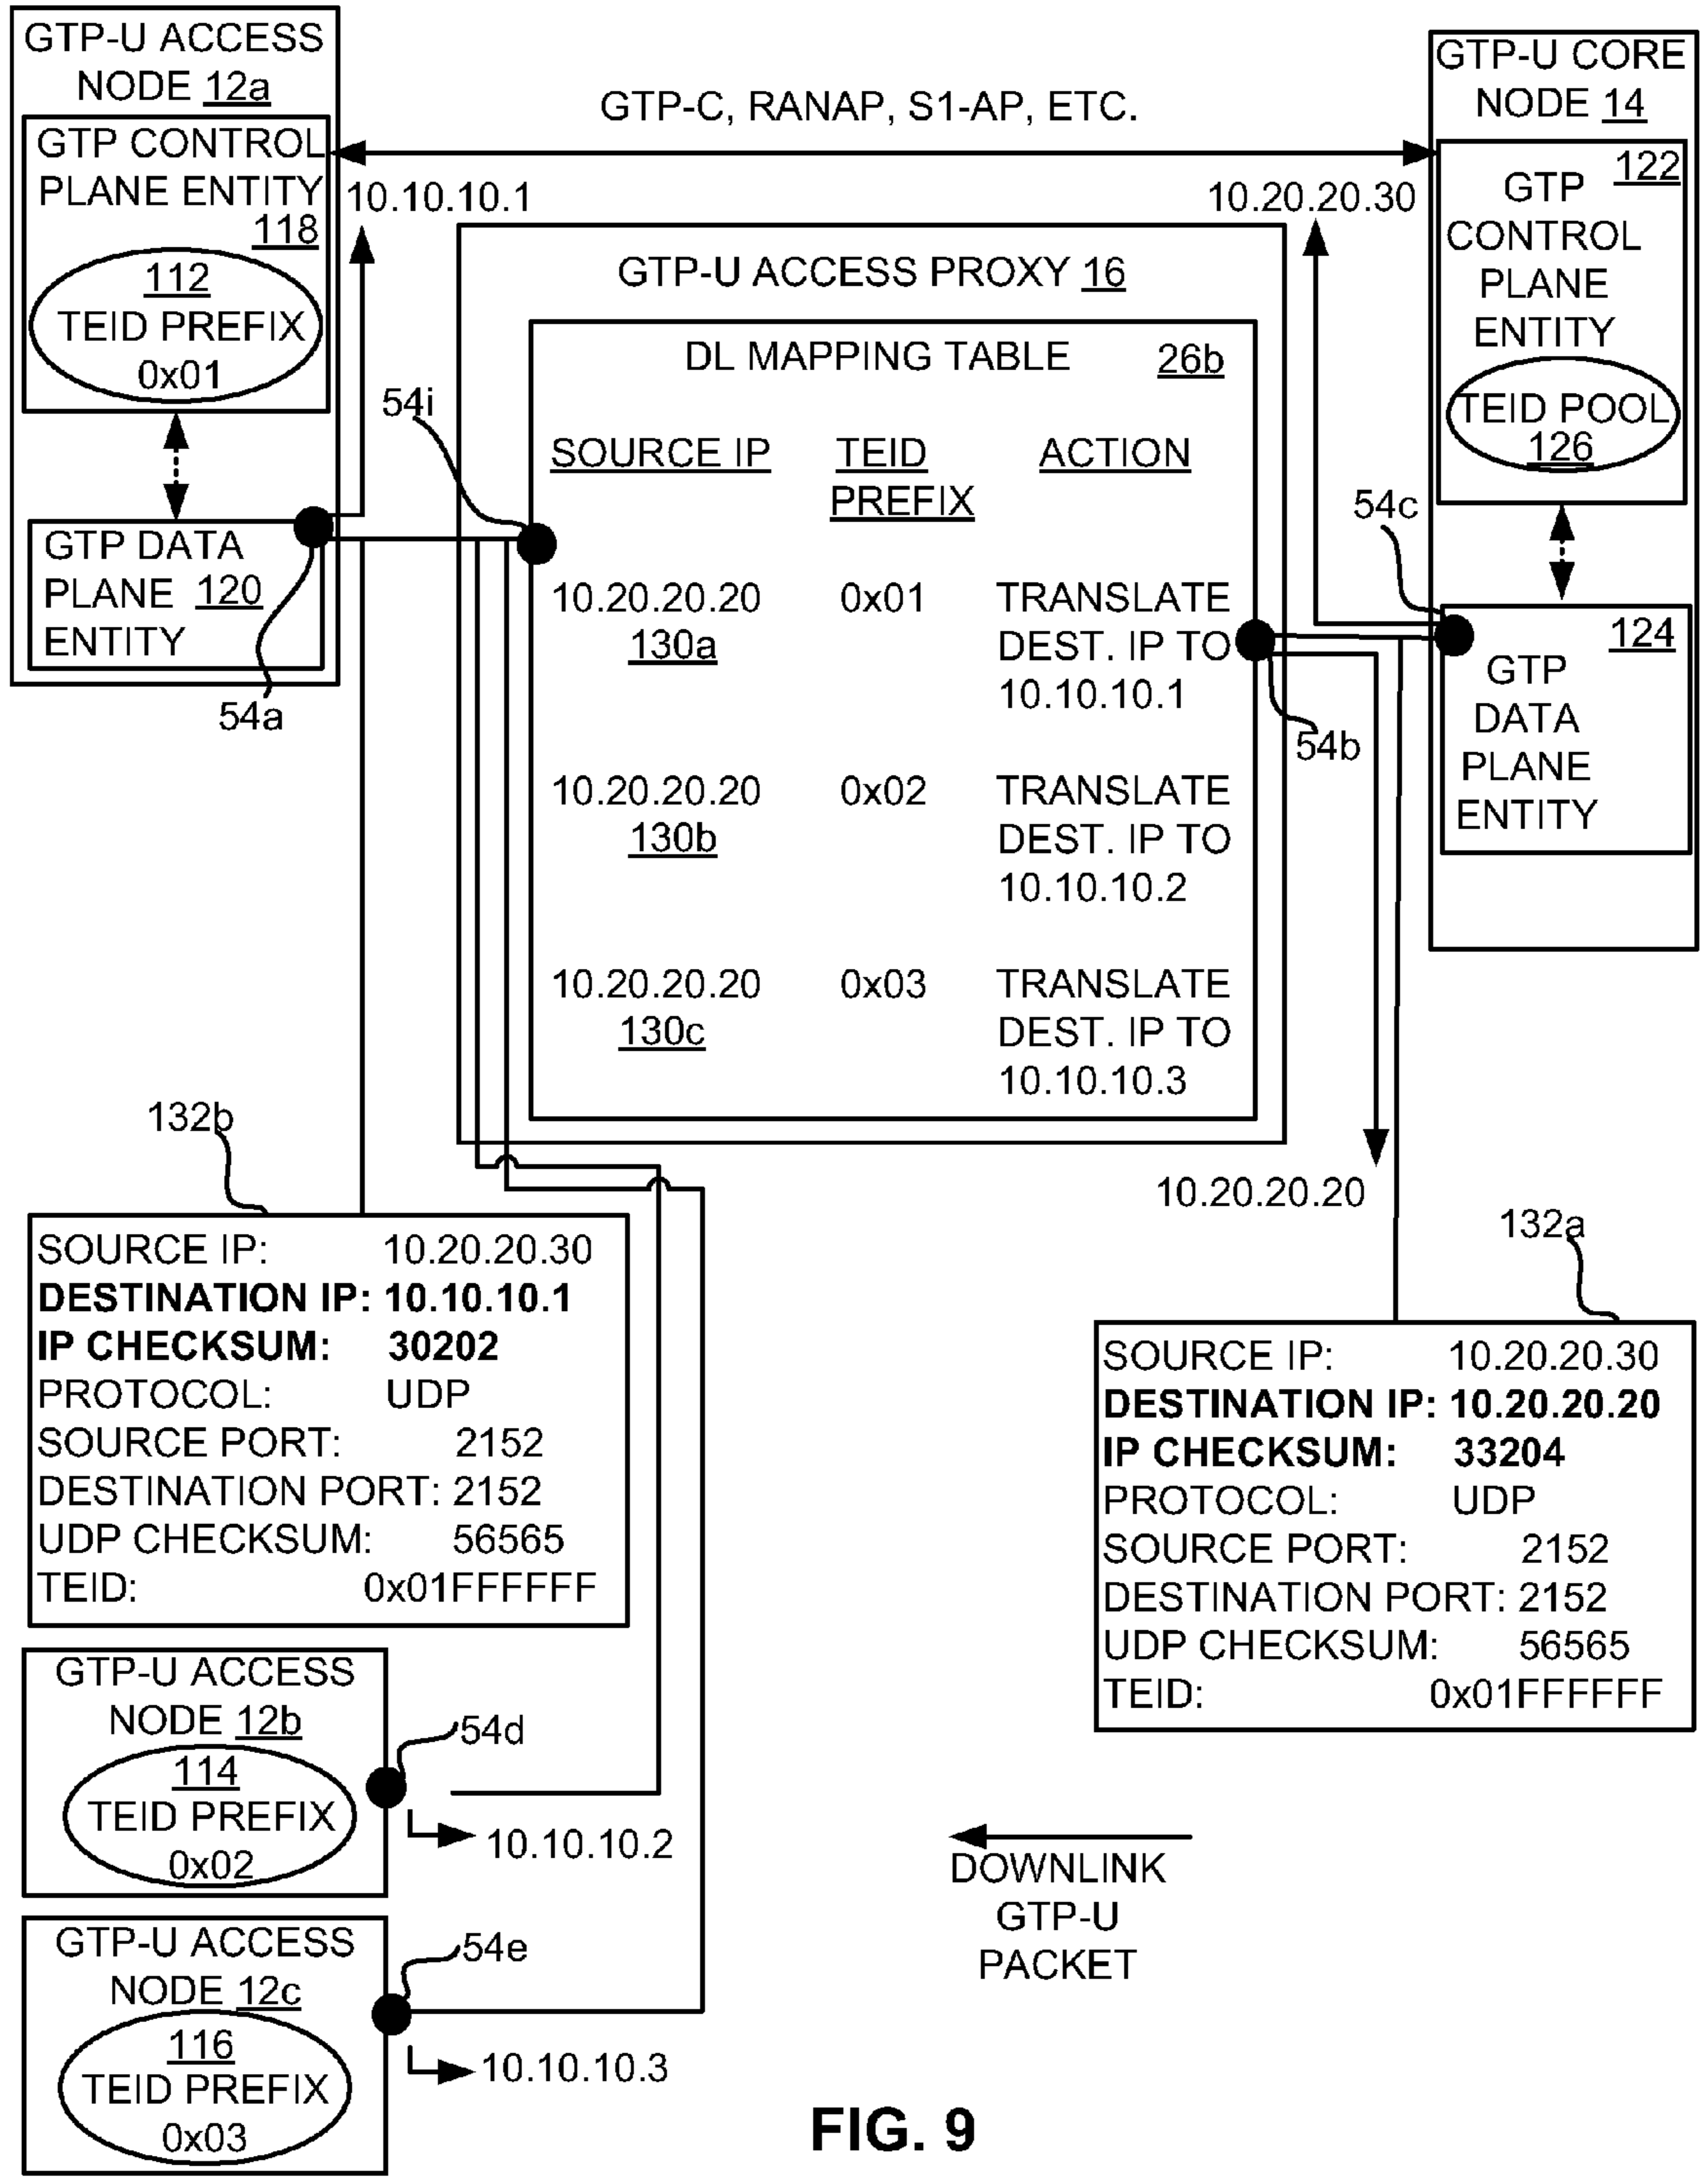 GTP-U ACCESS
NODE 12a
GTP CONTROL
PLANE ENTITY
118
112
TEID PREFIX
0x01
GTP DATA
PLANE 120
ENTITY
54a
10.10.10.1
GTP-C, RANAP, S1-AP, ETC.
10.20.20.30
GTP-U CORE
NODE 14
122
GTP
CONTROL
PLANE
ENTITY
TEID POOL
126
54c
124
GTP
DATA
PLANE
ENTITY
GTP-U ACCESS PROXY 16
DL MAPPING TABLE 26b
54i
SOURCE IP TEID PREFIX ACTION
10.20.20.20 0x01 TRANSLATE
130a DEST. IP TO
10.10.10.1
54b
10.20.20.20 0x02 TRANSLATE
130b DEST. IP TO
10.10.10.2
10.20.20.20 0x03 TRANSLATE
130c DEST. IP TO
10.10.10.3
10.20.20.20
132b
SOURCE IP: 10.20.20.30
DESTINATION IP: 10.10.10.1
IP CHECKSUM: 30202
PROTOCOL: UDP
SOURCE PORT: 2152
DESTINATION PORT: 2152
UDP CHECKSUM: 56565
TEID: 0x01FFFFFF
132a
SOURCE IP: 10.20.20.30
DESTINATION IP: 10.20.20.20
IP CHECKSUM: 33204
PROTOCOL: UDP
SOURCE PORT: 2152
DESTINATION PORT: 2152
UDP CHECKSUM: 56565
TEID: 0x01FFFFFF
GTP-U ACCESS
NODE 12b
114
TEID PREFIX
0x02
54d
10.10.10.2
GTP-U ACCESS
NODE 12c
116
TEID PREFIX
0x03
54e
10.10.10.3
DOWNLINK
GTP-U
PACKET
FIG. 9